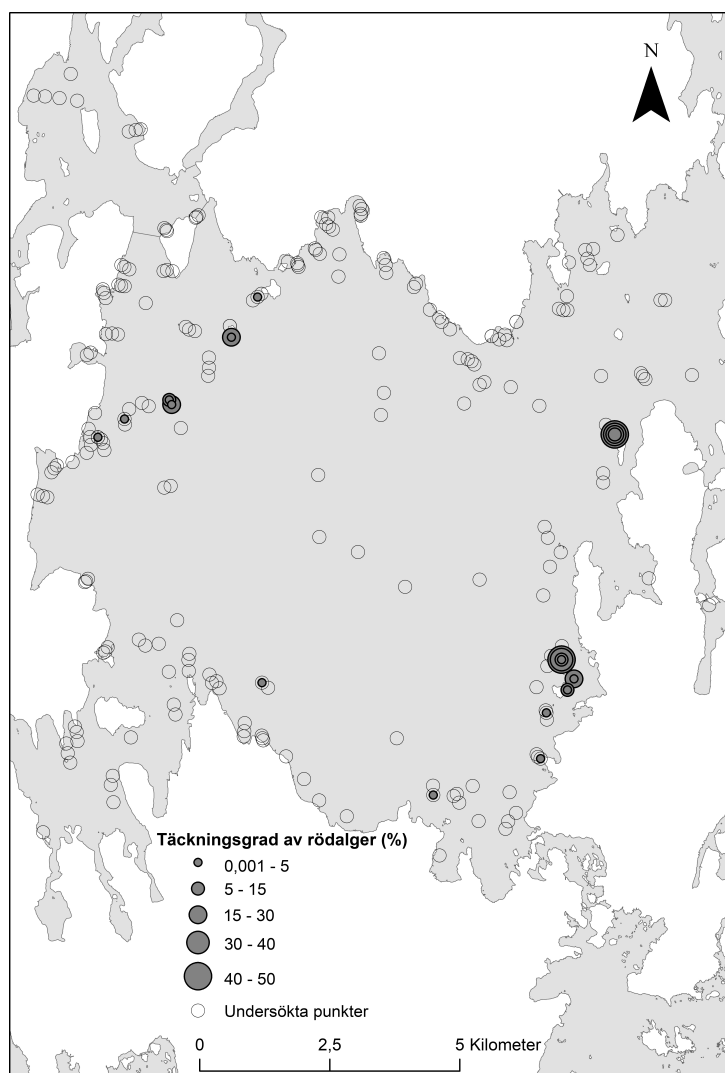 N
Täckningsgrad av rödalger (%)
0,001 - 5
5 - 15
15 - 30
30 - 40
40 - 50
Undersökta punkter
0 2,5 5 Kilometer